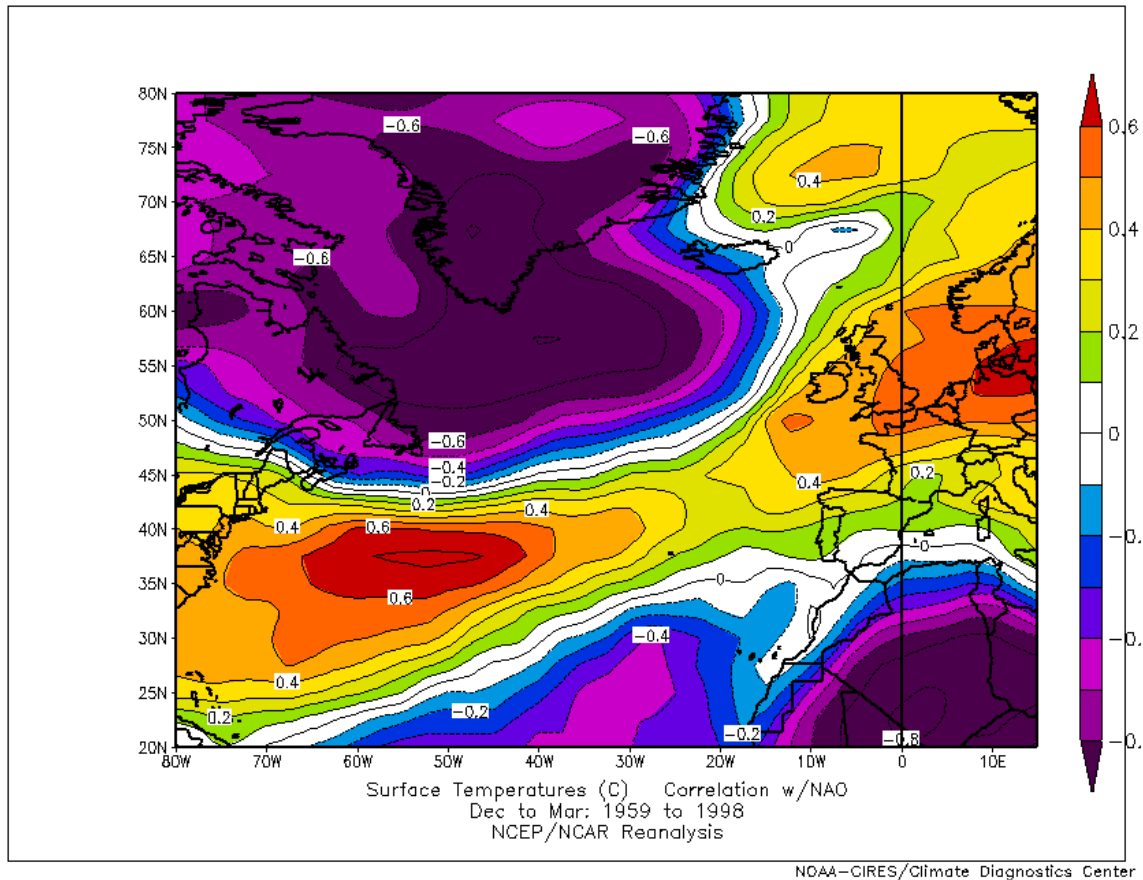 80N
75N
70N
65N
60N
55N
50N
45N
40N
35N
30N
25N
20N
80W 70W 60W 50W 40W 30W 20W 10W 0 10E
-0.6
-0.6
0.4
0.2
0
-0.6
-0.6
-0.4
-0.2
0
0.2
0.4
0.6
0.4
0.4
0.2
0
0
0.6
-0.4
0.4
0.2
-0.2
-0.2
-0.8
0.6
0.4
0.2
0
-0.
-0.
-0.
Surface Temperatures (C) Correlation w/NAO
Dec to Mar: 1959 to 1998
NCEP/NCAR Reanalysis
NOAA-CIRES/Climate Diagnostics Center